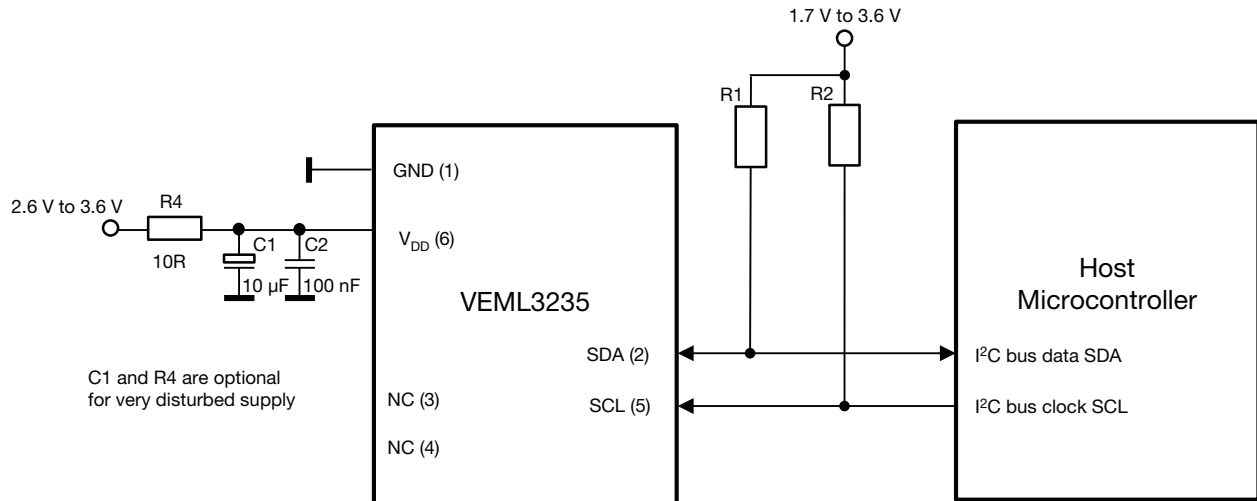 1.7 V to 3.6 V
R1
R2
GND (1)
2.6 V to 3.6 V
R4
C1
C2
V_DD (6)
10R
10 µF
100 nF
VEML3235
Host
Microcontroller
SDA (2)
I²C bus data SDA
C1 and R4 are optional
for very disturbed supply
NC (3)
SCL (5)
I²C bus clock SCL
NC (4)